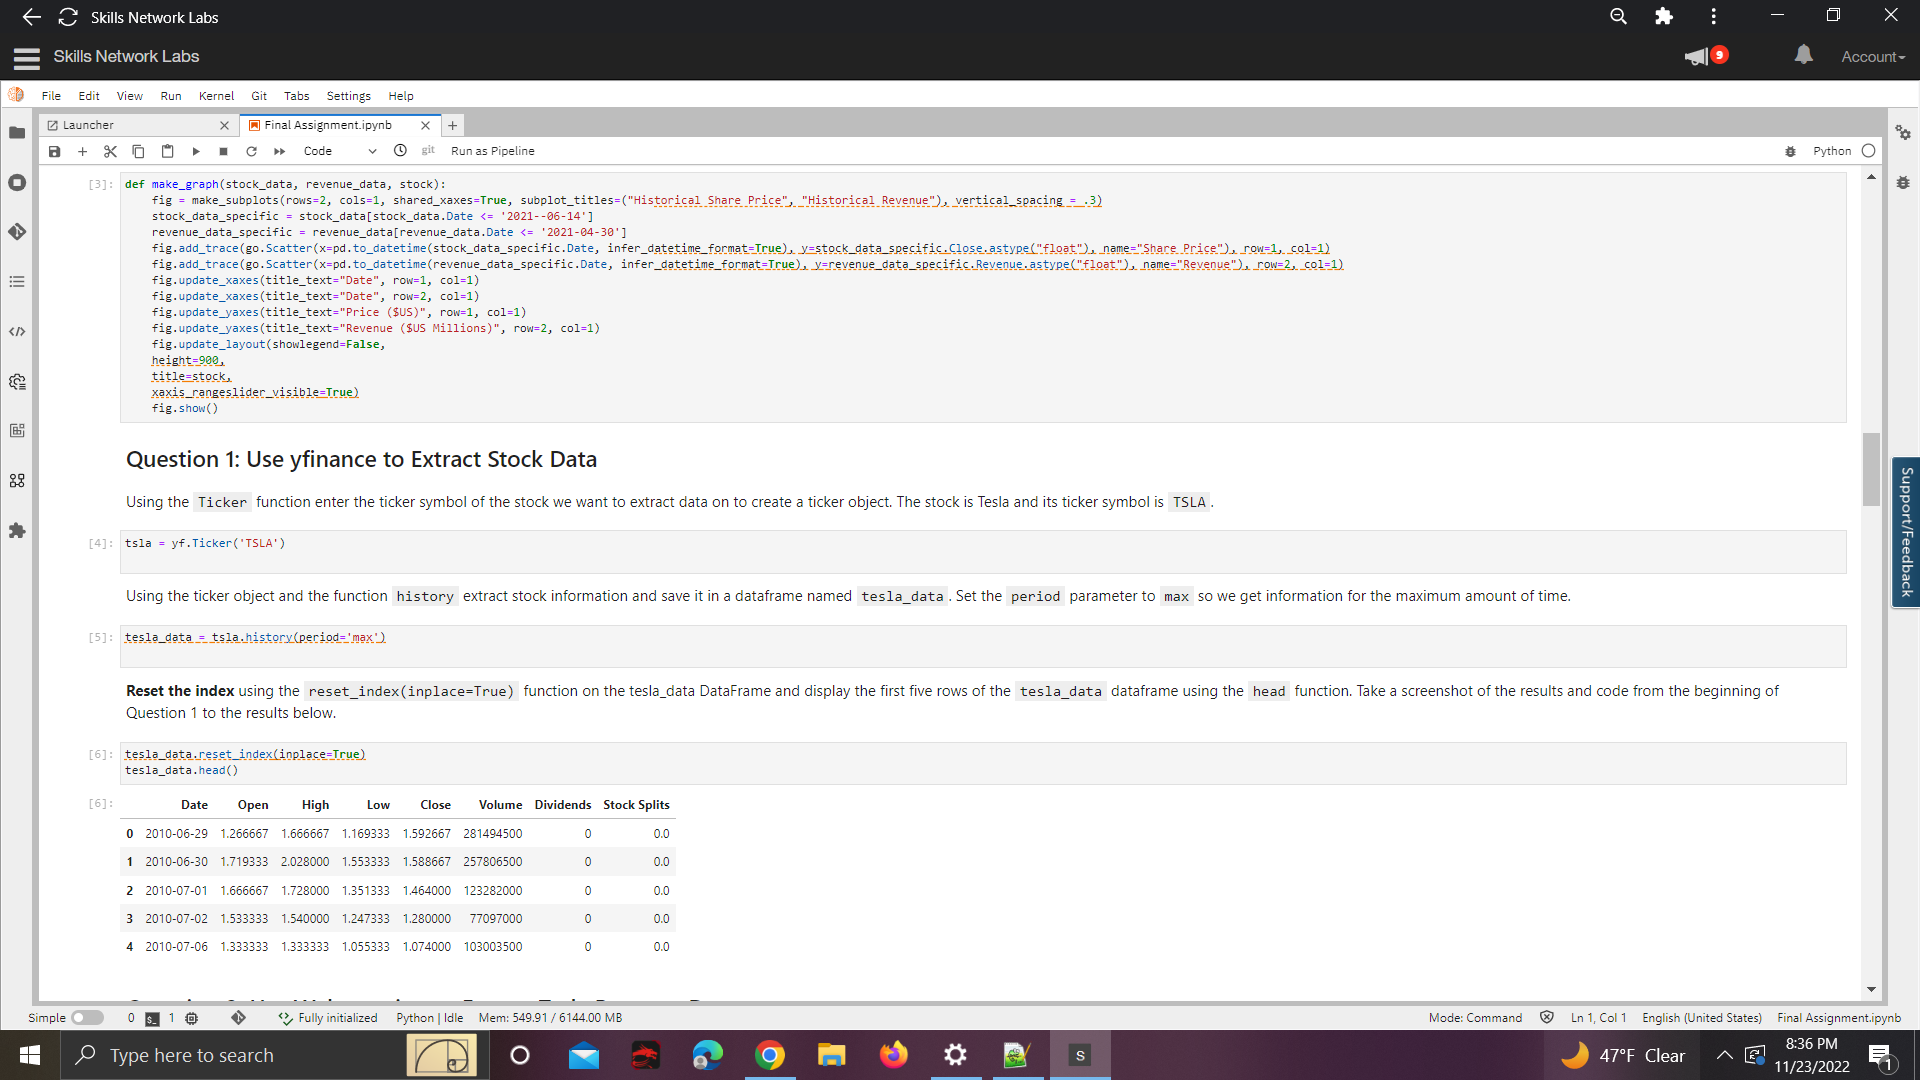 Skills Network Labs
Skills Network Labs
9
Account
File Edit View Run Kernel Git Tabs Settings Help
Launcher
Final Assignment.ipynb
Code
git
Run as Pipeline
Python
[3]: def make_graph(stock_data, revenue_data, stock):
fig = make_subplots(rows=2, cols=1, shared_xaxes=True, subplot_titles=("Historical Share Price", "Historical Revenue"), vertical_spacing = .3)
stock_data_specific = stock_data[stock_data.Date <= '2021--06-14']
revenue_data_specific = revenue_data[revenue_data.Date <= '2021-04-30']
fig.add_trace(go.Scatter(x=pd.to_datetime(stock_data_specific.Date, infer_datetime_format=True), y=stock_data_specific.Close.astype("float"), name="Share Price"), row=1, col=1)
fig.add_trace(go.Scatter(x=pd.to_datetime(revenue_data_specific.Date, infer_datetime_format=True), y=revenue_data_specific.Revenue.astype("float"), name="Revenue"), row=2, col=1)
fig.update_xaxes(title_text="Date", row=1, col=1)
fig.update_xaxes(title_text="Date", row=2, col=1)
fig.update_yaxes(title_text="Price ($US)", row=1, col=1)
fig.update_yaxes(title_text="Revenue ($US Millions)", row=2, col=1)
fig.update_layout(showlegend=False,
height=900,
title=stock,
xaxis_rangeslider_visible=True)
fig.show()
Question 1: Use yfinance to Extract Stock Data
Using the Ticker function enter the ticker symbol of the stock we want to extract data on to create a ticker object. The stock is Tesla and its ticker symbol is TSLA.
[4]: tsla = yf.Ticker('TSLA')
Using the ticker object and the function history extract stock information and save it in a dataframe named tesla_data. Set the period parameter to max so we get information for the maximum amount of time.
[5]: tesla_data = tsla.history(period='max')
Reset the index using the reset_index(inplace=True) function on the tesla_data DataFrame and display the first five rows of the tesla_data dataframe using the head function. Take a screenshot of the results and code from the beginning of
Question 1 to the results below.
[6]: tesla_data.reset_index(inplace=True)
tesla_data.head()
[6]: Date Open High Low Close Volume Dividends Stock Splits
0 2010-06-29 1.266667 1.666667 1.169333 1.592667 281494500 0 0.0
1 2010-06-30 1.719333 2.028000 1.553333 1.588667 257806500 0 0.0
2 2010-07-01 1.666667 1.728000 1.351333 1.464000 123282000 0 0.0
3 2010-07-02 1.533333 1.540000 1.247333 1.280000 77097000 0 0.0
4 2010-07-06 1.333333 1.333333 1.055333 1.074000 103003500 0 0.0
Support/Feedback
Simple 0 1 Fully initialized Python | Idle Mem: 549.91 / 6144.00 MB Mode: Command Ln 1, Col 1 English (United States) Final Assignment.ipynb
Type here to search
S
47°F Clear
8:36 PM
11/23/2022
1